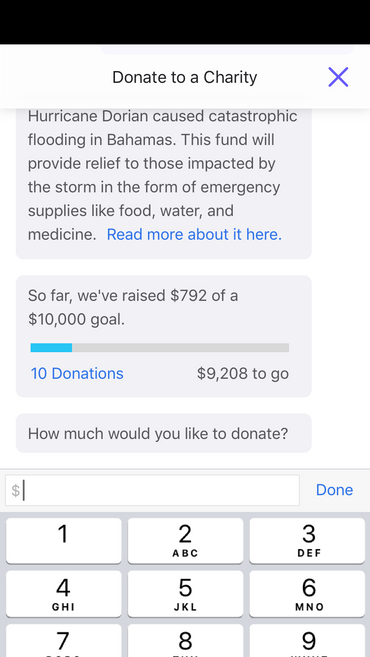 Donate to a Charity
Hurricane Dorian caused catastrophic
flooding in Bahamas. This fund will
provide relief to those impacted by
the storm in the form of emergency
supplies like food, water, and
medicine. Read more about it here.
So far, we've raised $792 of a
$10,000 goal.
10 Donations $9,208 to go
How much would you like to donate?
$ Done
1 2 3
ABC DEF
4 5 6
GHI JKL MNO
7 8 9